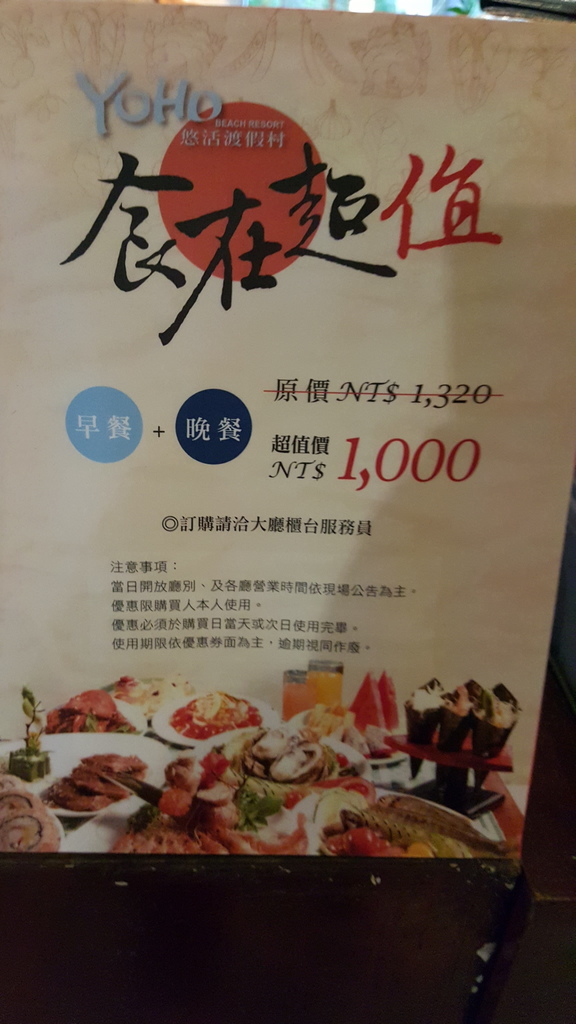 YOHO
BEACH RESORT
悠活渡假村
食在超值
早餐 + 晚餐
原價 NT$ 1,320
超值價
NT$ 1,000
◎訂購請洽大廳櫃台服務員
注意事項：
當日開放廳別、及各廳營業時間依現場公告為主。
優惠限購買人本人使用。
優惠必須於購買日當天或次日使用完畢。
使用期限依優惠券面為主，逾期視同作廢。